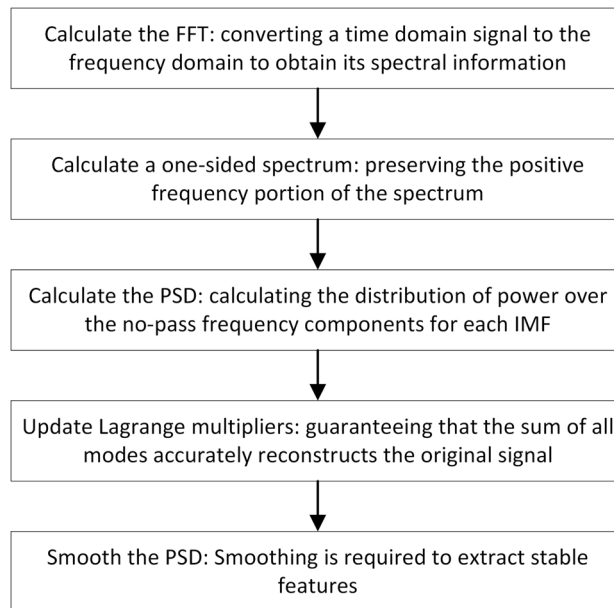 Calculate the FFT: converting a time domain signal to the
frequency domain to obtain its spectral information
Calculate a one-sided spectrum: preserving the positive
frequency portion of the spectrum
Calculate the PSD: calculating the distribution of power over
the no-pass frequency components for each IMF
Update Lagrange multipliers: guaranteeing that the sum of all
modes accurately reconstructs the original signal
Smooth the PSD: Smoothing is required to extract stable
features